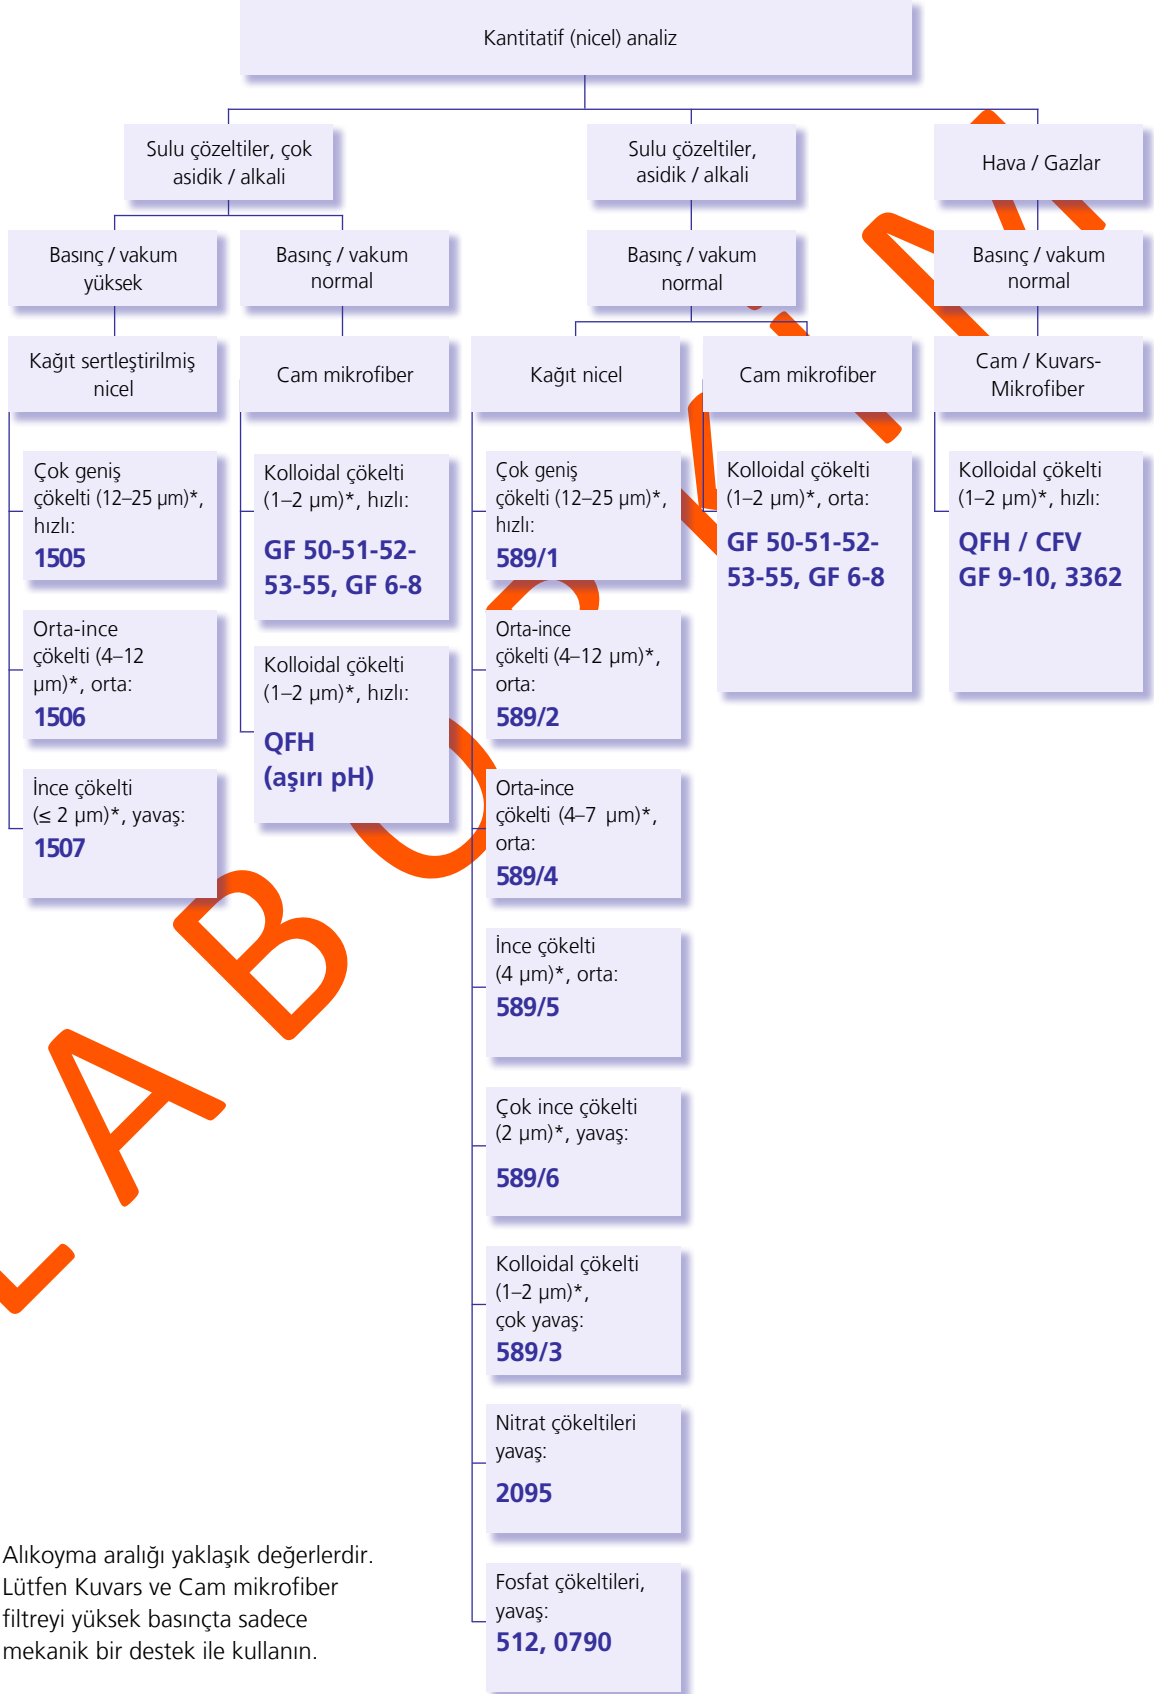 Kantitatif (nicel) analiz
Sulu çözeltiler, çok
asidik / alkali
Sulu çözeltiler,
asidik / alkali
Hava / Gazlar
Basınç / vakum
yüksek
Basınç / vakum
normal
Basınç / vakum
normal
Basınç / vakum
normal
Kağıt sertleştirilmiş
nicel
Cam mikrofiber
Kağıt nicel
Cam mikrofiber
Cam / Kuvars-
Mikrofiber
Çok geniş
çökelti (12–25 µm)*,
hızlı:
1505
Orta-ince
çökelti (4–12
µm)*, orta:
1506
İnce çökelti
(≤ 2 µm)*, yavaş:
1507
Kolloidal çökelti
(1–2 µm)*, hızlı:
GF 50-51-52-
53-55, GF 6-8
Kolloidal çökelti
(1–2 µm)*, hızlı:
QFH
(aşırı pH)
Çok geniş
çökelti (12–25 µm)*,
hızlı:
589/1
Orta-ince
çökelti (4–12 µm)*,
orta:
589/2
Orta-ince
çökelti (4–7 µm)*,
orta:
589/4
İnce çökelti
(4 µm)*, orta:
589/5
Çok ince çökelti
(2 µm)*, yavaş:
589/6
Kolloidal çökelti
(1–2 µm)*,
çok yavaş:
589/3
Nitrat çökeltileri
yavaş:
2095
Fosfat çökeltileri,
yavaş:
512, 0790
Kolloidal çökelti
(1–2 µm)*, orta:
GF 50-51-52-
53-55, GF 6-8
Kolloidal çökelti
(1–2 µm)*, hızlı:
QFH / CFV
GF 9-10, 3362
Alıkoyma aralığı yaklaşık değerlerdir.
Lütfen Kuvars ve Cam mikrofiber
filtreyi yüksek basınçta sadece
mekanik bir destek ile kullanın.